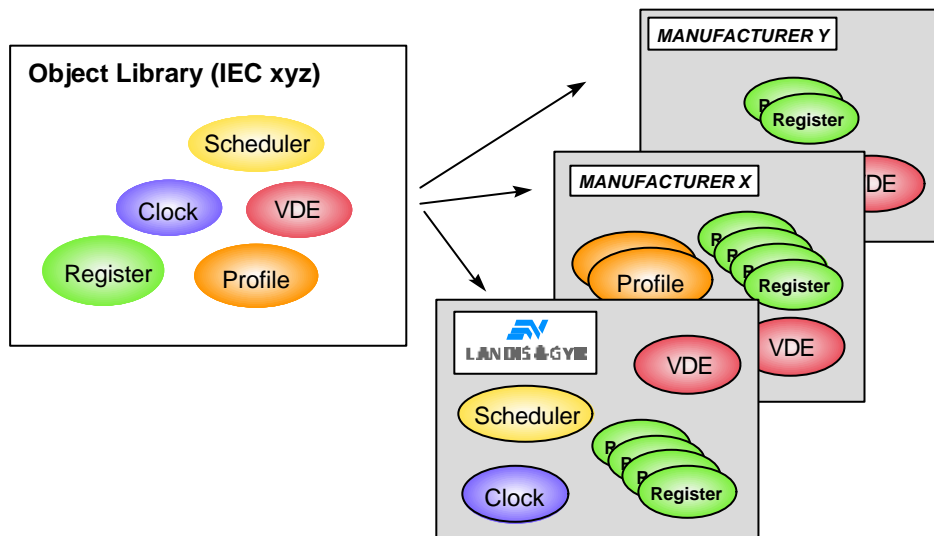 Object Library (IEC xyz)
Scheduler
Clock
VDE
Register
Profile
MANUFACTURER Y
R
Register
VDE
MANUFACTURER X
R
R
R
Register
Profile
VDE
LANDIS & GYR
VDE
Scheduler
R
R
R
Register
Clock